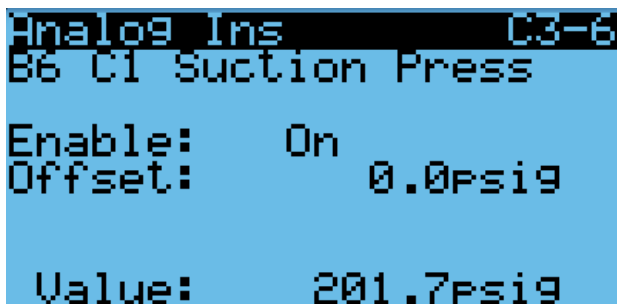 Analog Ins C3-6
B6 C1 Suction Press
Enable: On
Offset: 0.0psig
Value: 201.7psig